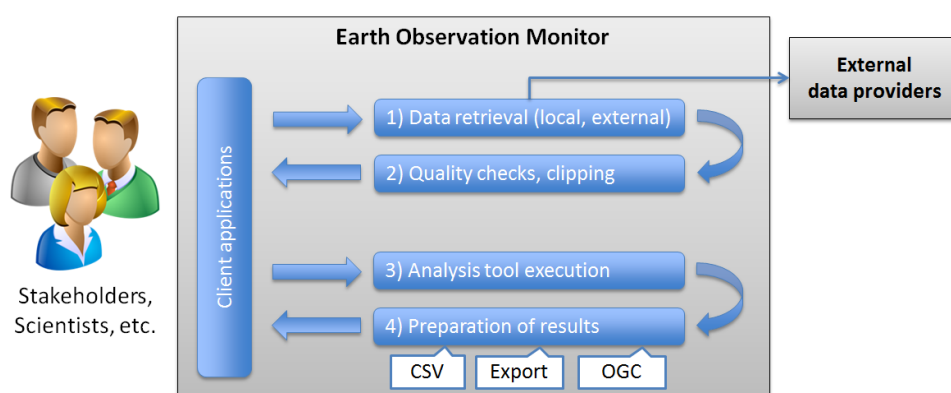 Earth Observation Monitor
External
data providers
Client applications
1) Data retrieval (local, external)
2) Quality checks, clipping
3) Analysis tool execution
4) Preparation of results
CSV
Export
OGC
Stakeholders,
Scientists, etc.